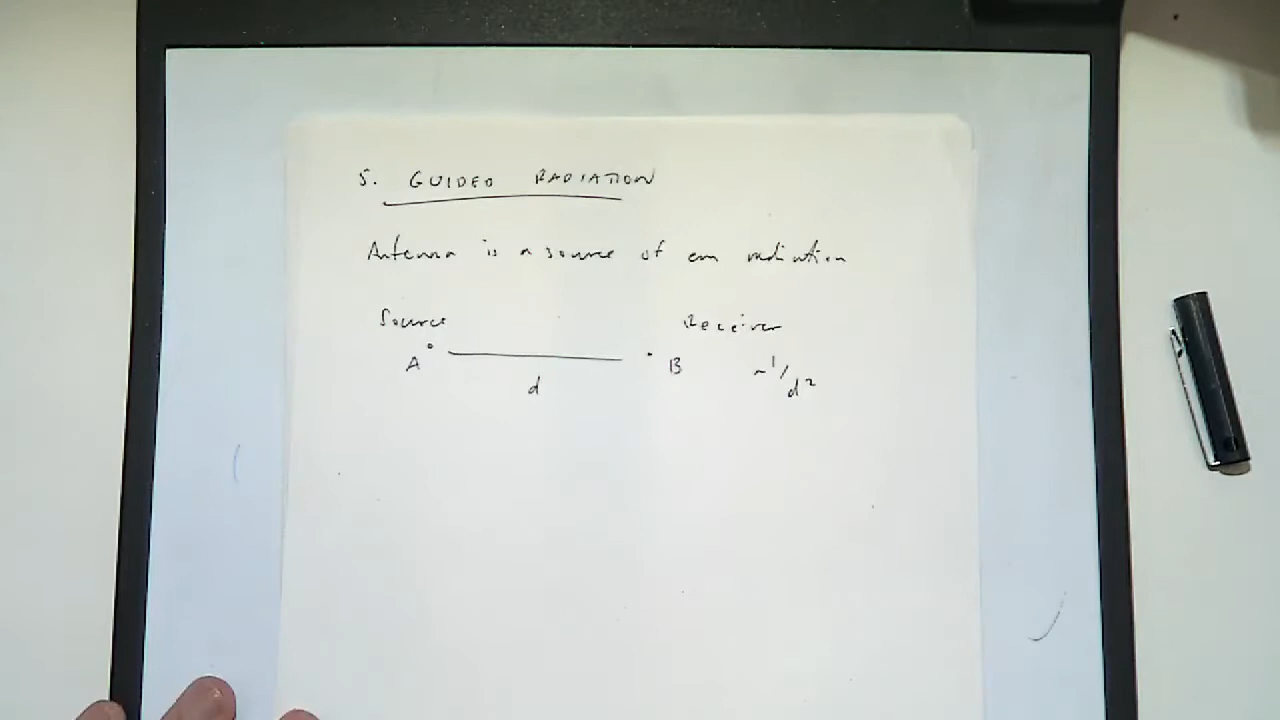 5. GUIDED RADIATION
Antenna is a source of em radiation
Source Receiver
A B ~ 1/d²
d